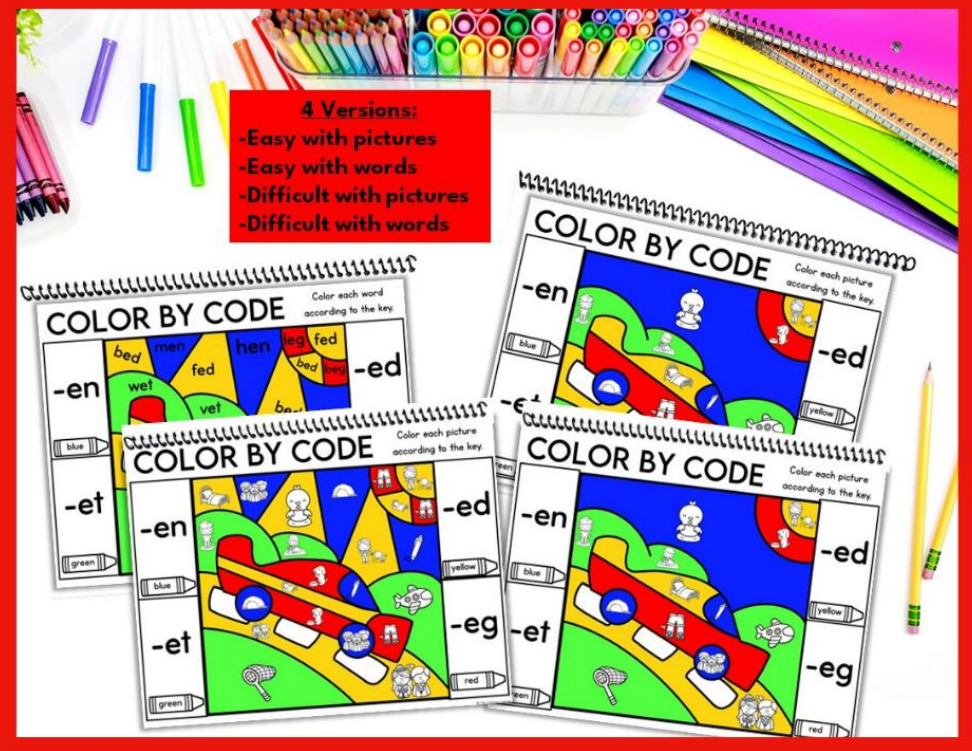 4 Versions:
-Easy with pictures
-Easy with words
-Difficult with pictures
-Difficult with words
COLOR BY CODE
Color each word
according to the key.
-en
blue
-et
green
-ed
bed
men
fed
hen
leg
fed
bed
beg
wet
vet
COLOR BY CODE
Color each picture
according to the key.
-en
blue
-ed
yellow
COLOR BY CODE
Color each picture
according to the key.
-en
blue
-et
green
-ed
yellow
-eg
red
COLOR BY CODE
Color each picture
according to the key.
-en
blue
-et
-ed
yellow
-eg
red